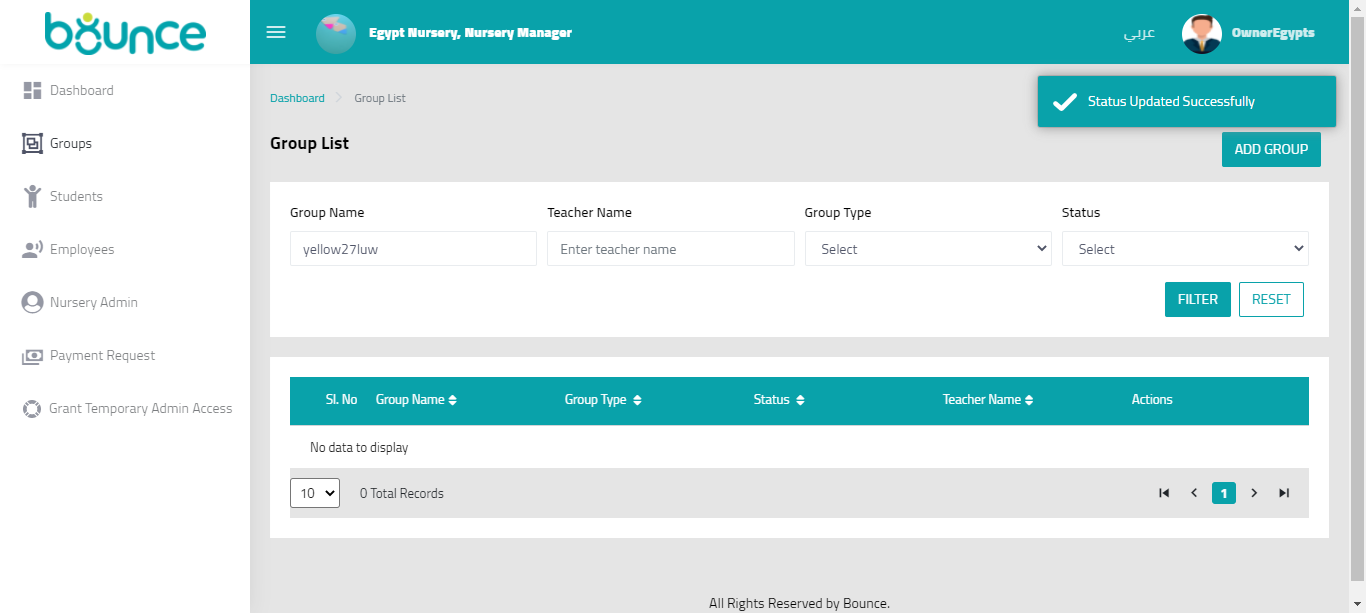 bounce
Egypt Nursery, Nursery Manager
عربي
OwnerEgypts
Dashboard
Groups
Students
Employees
Nursery Admin
Payment Request
Grant Temporary Admin Access
Dashboard Group List
Status Updated Successfully
Group List
ADD GROUP
Group Name Teacher Name Group Type Status
yellow27luw Enter teacher name Select Select
FILTER RESET
Sl. No Group Name Group Type Status Teacher Name Actions
No data to display
10 0 Total Records 1
All Rights Reserved by Bounce.